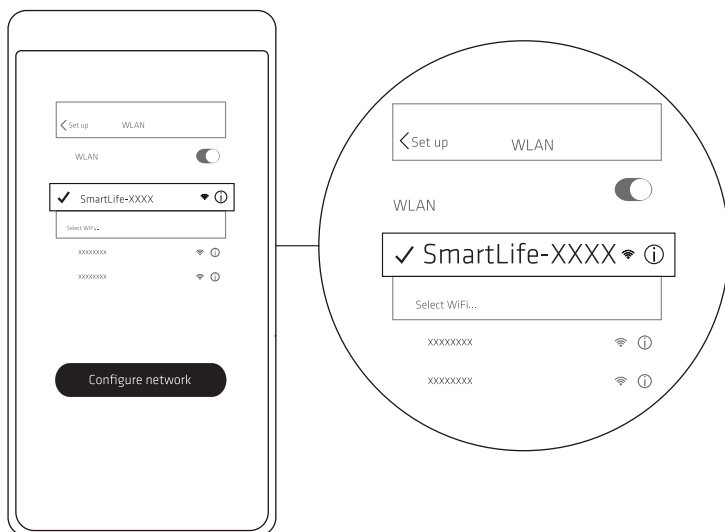 Set up WLAN
WLAN
✓ SmartLife-XXXX
Select WiFi...
xxxxxxxx
xxxxxxxx
Configure network
Set up WLAN
WLAN
✓ SmartLife-XXXX
Select WiFi...
xxxxxxxx
xxxxxxxx